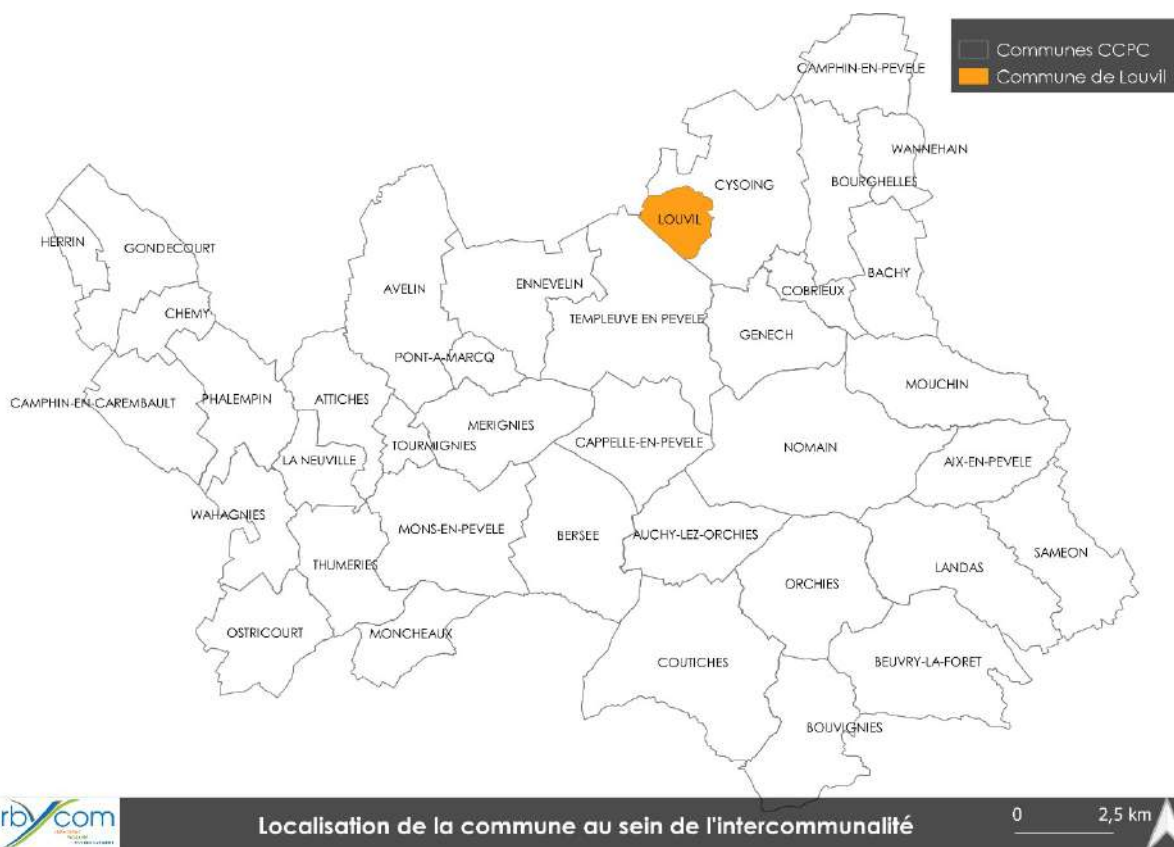 Communes CCPC
Commune de Louvil
CAMPHIN-EN-PEVELE
WANNEHAIN
CYSOING
BOURGHELLES
LOUVIL
HERRIN
GONDECOURT
BACHY
ENNEVELIN
AVELIN
COBRIEUX
CHEMY
TEMPLEUVE EN PEVELE
GENECH
PONT-A-MARCQ
MOUCHIN
CAMPHIN-EN-CAREMBAULT
PHALEMPIN
ATTICHES
MERIGNIES
TOURMIGNIES
CAPPELLE-EN-PEVELE
NOMAIN
LA NEUVILLE
AIX-EN-PEVELE
WAHAGNIES
MONS-EN-PEVELE
BERSEE
AUCHY-LEZ-ORCHIES
SAMEON
THUMERIES
LANDAS
ORCHIES
OSTRICOURT
MONCHEAUX
COUTICHES
BEUVRY-LA-FORET
BOUVIGNIES
rbycom
Localisation de la commune au sein de l'intercommunalité
0 2,5 km